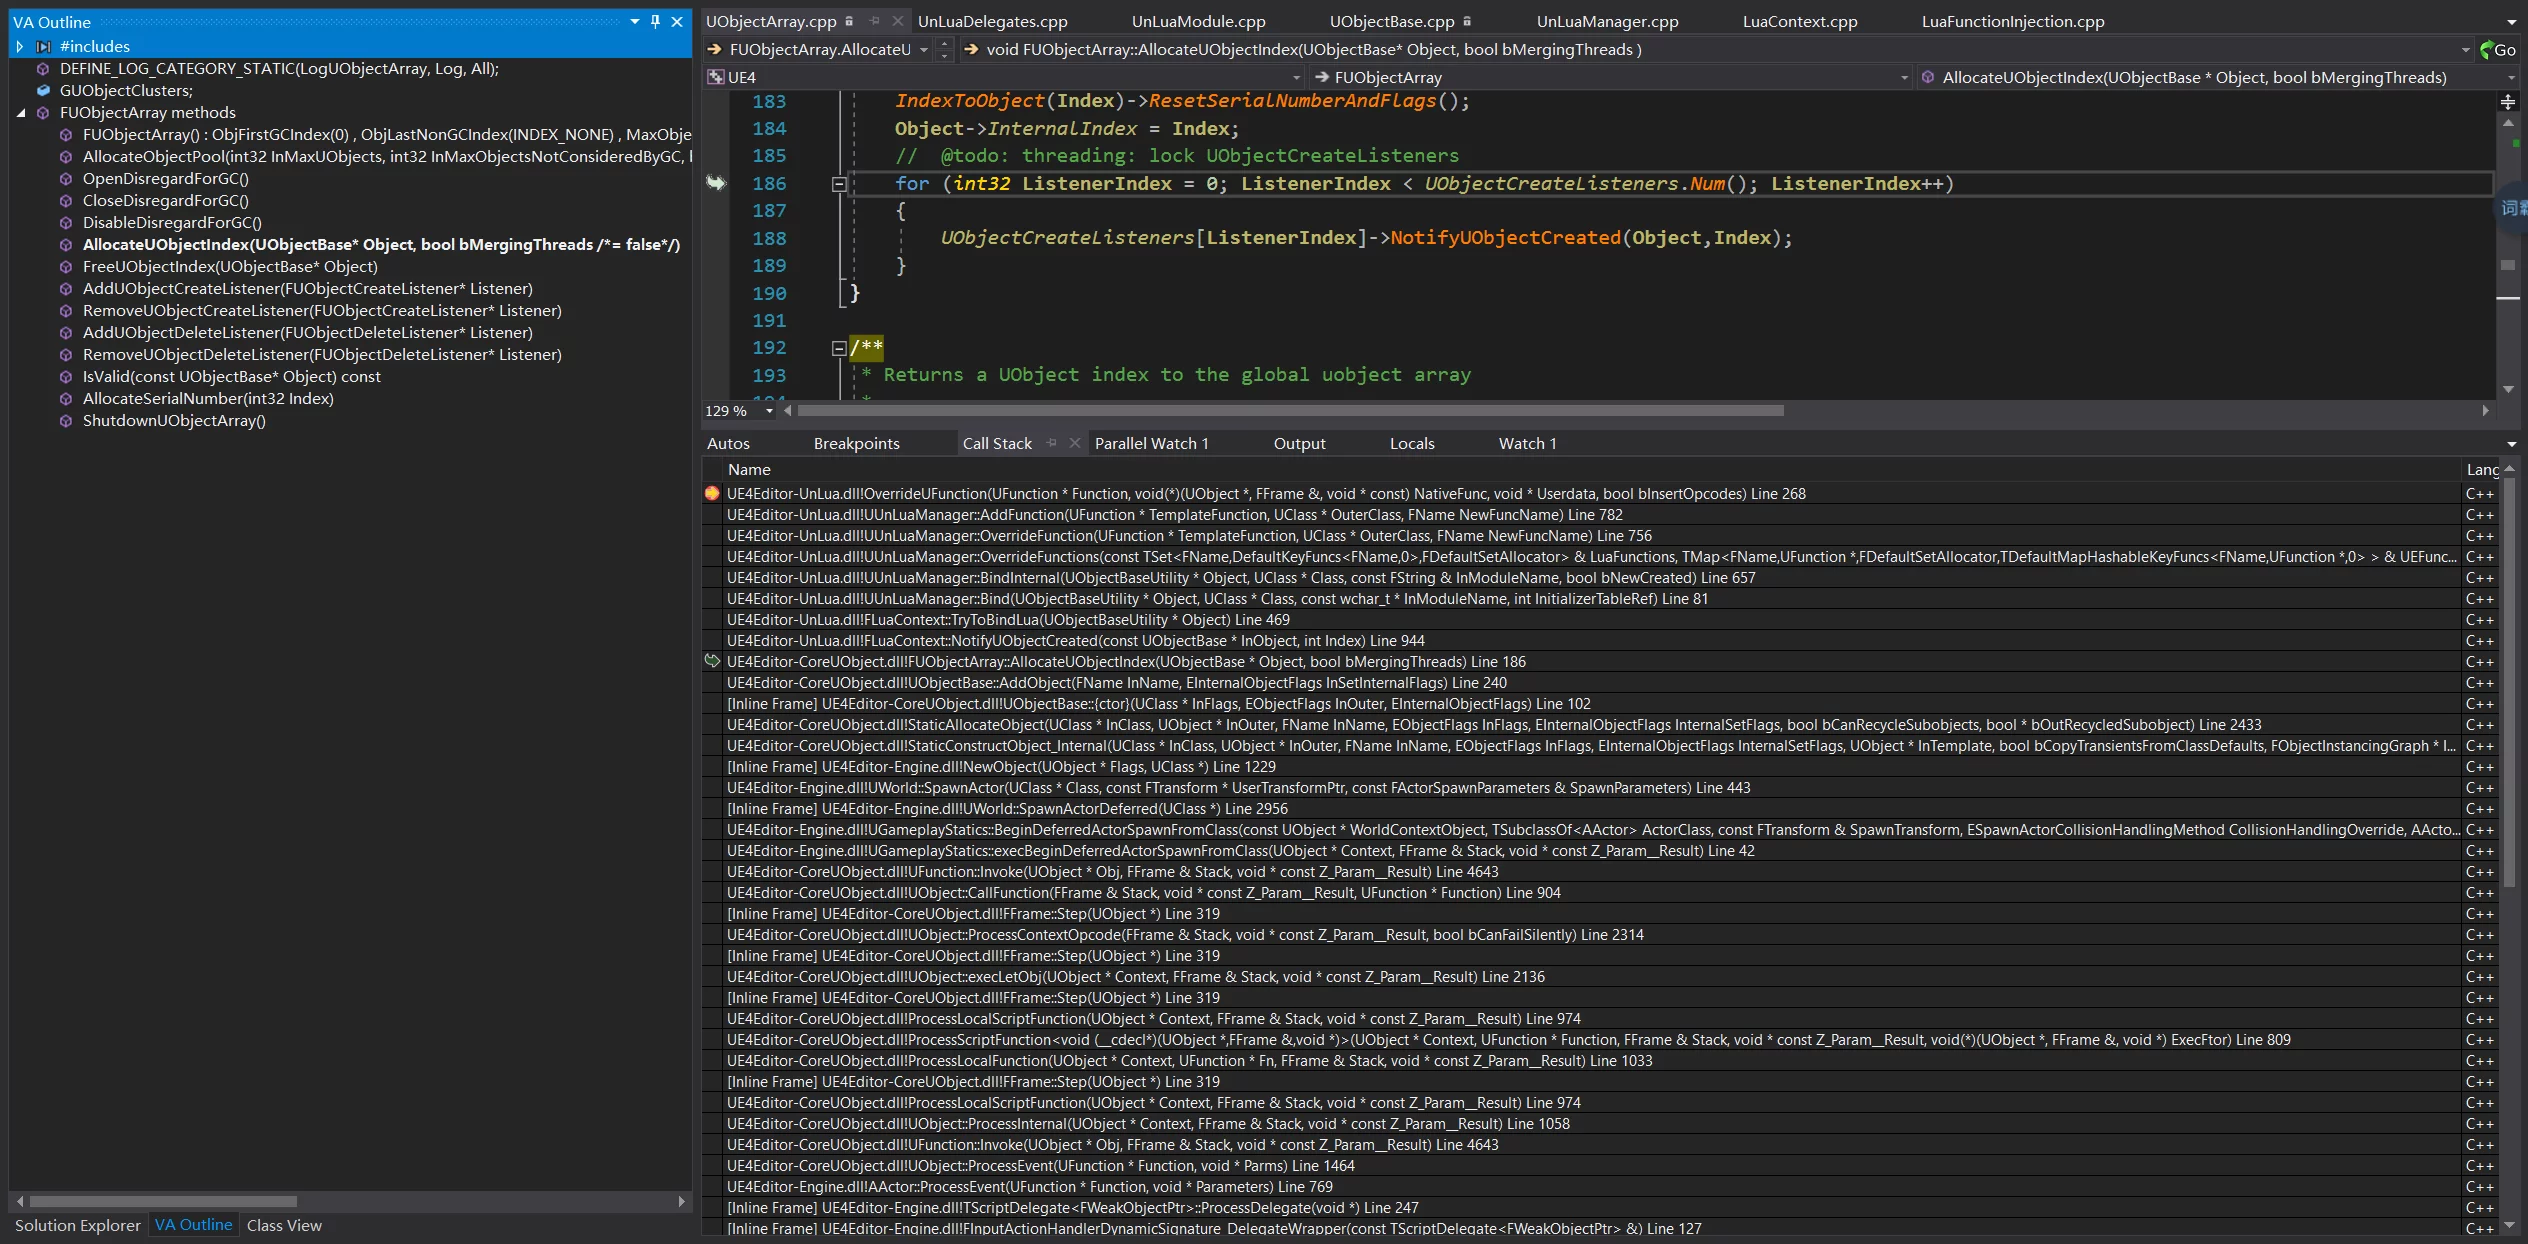 VA Outline
#includes
DEFINE_LOG_CATEGORY_STATIC(LogUObjectArray, Log, All);
GUObjectClusters;
FUObjectArray methods
FUObjectArray() : ObjFirstGCIndex(0) , ObjLastNonGCIndex(INDEX_NONE) , MaxObje
AllocateObjectPool(int32 InMaxUObjects, int32 InMaxObjectsNotConsideredByGC,
OpenDisregardForGC()
CloseDisregardForGC()
DisableDisregardForGC()
AllocateUObjectIndex(UObjectBase* Object, bool bMergingThreads /*= false*/)
FreeUObjectIndex(UObjectBase* Object)
AddUObjectCreateListener(FUObjectCreateListener* Listener)
RemoveUObjectCreateListener(FUObjectCreateListener* Listener)
AddUObjectDeleteListener(FUObjectDeleteListener* Listener)
RemoveUObjectDeleteListener(FUObjectDeleteListener* Listener)
IsValid(const UObjectBase* Object) const
AllocateSerialNumber(int32 Index)
ShutdownUObjectArray()
Solution Explorer VA Outline Class View
UObjectArray.cpp UnLuaDelegates.cpp UnLuaModule.cpp UObjectBase.cpp UnLuaManager.cpp LuaContext.cpp LuaFunctionInjection.cpp
FUObjectArray.AllocateU void FUObjectArray::AllocateUObjectIndex(UObjectBase* Object, bool bMergingThreads ) Go
UE4 FUObjectArray AllocateUObjectIndex(UObjectBase * Object, bool bMergingThreads)
183 IndexToObject(Index)->ResetSerialNumberAndFlags();
184 Object->InternalIndex = Index;
185 // @todo: threading: lock UObjectCreateListeners
186 for (int32 ListenerIndex = 0; ListenerIndex < UObjectCreateListeners.Num(); ListenerIndex++)
187 {
188 UObjectCreateListeners[ListenerIndex]->NotifyUObjectCreated(Object,Index);
189 }
190 }
191
192 /**
193 * Returns a UObject index to the global uobject array
词
129 %
Autos Breakpoints Call Stack Parallel Watch 1 Output Locals Watch 1
Name Lang
UE4Editor-UnLua.dll!OverrideUFunction(UFunction * Function, void(*)(UObject *, FFrame &, void * const) NativeFunc, void * Userdata, bool bInsertOpcodes) Line 268 C++
UE4Editor-UnLua.dll!UUnLuaManager::AddFunction(UFunction * TemplateFunction, UClass * OuterClass, FName NewFuncName) Line 782 C++
UE4Editor-UnLua.dll!UUnLuaManager::OverrideFunction(UFunction * TemplateFunction, UClass * OuterClass, FName NewFuncName) Line 756 C++
UE4Editor-UnLua.dll!UUnLuaManager::OverrideFunctions(const TSet<FName,DefaultKeyFuncs<FName,0>,FDefaultSetAllocator> & LuaFunctions, TMap<FName,UFunction *,FDefaultSetAllocator,TDefaultMapHashableKeyFuncs<FName,UFunction *,0> > & UEFunc... C++
UE4Editor-UnLua.dll!UUnLuaManager::BindInternal(UObjectBaseUtility * Object, UClass * Class, const FString & InModuleName, bool bNewCreated) Line 657 C++
UE4Editor-UnLua.dll!UUnLuaManager::Bind(UObjectBaseUtility * Object, UClass * Class, const wchar_t * InModuleName, int InitializerTableRef) Line 81 C++
UE4Editor-UnLua.dll!FLuaContext::TryToBindLua(UObjectBaseUtility * Object) Line 469 C++
UE4Editor-UnLua.dll!FLuaContext::NotifyUObjectCreated(const UObjectBase * InObject, int Index) Line 944 C++
UE4Editor-CoreUObject.dll!FUObjectArray::AllocateUObjectIndex(UObjectBase * Object, bool bMergingThreads) Line 186 C++
UE4Editor-CoreUObject.dll!UObjectBase::AddObject(FName InName, EInternalObjectFlags InSetInternalFlags) Line 240 C++
[Inline Frame] UE4Editor-CoreUObject.dll!UObjectBase::{ctor}(UClass * InFlags, EObjectFlags InOuter, EInternalObjectFlags) Line 102 C++
UE4Editor-CoreUObject.dll!StaticAllocateObject(UClass * InClass, UObject * InOuter, FName InName, EObjectFlags InFlags, EInternalObjectFlags InternalSetFlags, bool bCanRecycleSubobjects, bool * bOutRecycledSubobject) Line 2433 C++
UE4Editor-CoreUObject.dll!StaticConstructObject_Internal(UClass * InClass, UObject * InOuter, FName InName, EObjectFlags InFlags, EInternalObjectFlags InternalSetFlags, UObject * InTemplate, bool bCopyTransientsFromClassDefaults, FObjectInstancingGraph * I... C++
[Inline Frame] UE4Editor-Engine.dll!NewObject(UObject * Flags, UClass *) Line 1229 C++
UE4Editor-Engine.dll!UWorld::SpawnActor(UClass * Class, const FTransform * UserTransformPtr, const FActorSpawnParameters & SpawnParameters) Line 443 C++
[Inline Frame] UE4Editor-Engine.dll!UWorld::SpawnActorDeferred(UClass *) Line 2956 C++
UE4Editor-Engine.dll!UGameplayStatics::BeginDeferredActorSpawnFromClass(const UObject * WorldContextObject, TSubclassOf<AActor> ActorClass, const FTransform & SpawnTransform, ESpawnActorCollisionHandlingMethod CollisionHandlingOverride, AActo... C++
UE4Editor-Engine.dll!UGameplayStatics::execBeginDeferredActorSpawnFromClass(UObject * Context, FFrame & Stack, void * const Z_Param__Result) Line 42 C++
UE4Editor-CoreUObject.dll!UFunction::Invoke(UObject * Obj, FFrame & Stack, void * const Z_Param__Result) Line 4643 C++
UE4Editor-CoreUObject.dll!UObject::CallFunction(FFrame & Stack, void * const Z_Param__Result, UFunction * Function) Line 904 C++
[Inline Frame] UE4Editor-CoreUObject.dll!FFrame::Step(UObject *) Line 319 C++
UE4Editor-CoreUObject.dll!UObject::ProcessContextOpcode(FFrame & Stack, void * const Z_Param__Result, bool bCanFailSilently) Line 2314 C++
[Inline Frame] UE4Editor-CoreUObject.dll!FFrame::Step(UObject *) Line 319 C++
UE4Editor-CoreUObject.dll!UObject::execLetObj(UObject * Context, FFrame & Stack, void * const Z_Param__Result) Line 2136 C++
[Inline Frame] UE4Editor-CoreUObject.dll!FFrame::Step(UObject *) Line 319 C++
UE4Editor-CoreUObject.dll!ProcessLocalScriptFunction(UObject * Context, FFrame & Stack, void * const Z_Param__Result) Line 974 C++
UE4Editor-CoreUObject.dll!ProcessScriptFunction<void (__cdecl*)(UObject *,FFrame &,void *)>(UObject * Context, UFunction * Function, FFrame & Stack, void * const Z_Param__Result, void(*)(UObject *, FFrame &, void *) ExecFtor) Line 809 C++
UE4Editor-CoreUObject.dll!ProcessLocalFunction(UObject * Context, UFunction * Fn, FFrame & Stack, void * const Z_Param__Result) Line 1033 C++
[Inline Frame] UE4Editor-CoreUObject.dll!FFrame::Step(UObject *) Line 319 C++
UE4Editor-CoreUObject.dll!ProcessLocalScriptFunction(UObject * Context, FFrame & Stack, void * const Z_Param__Result) Line 974 C++
UE4Editor-CoreUObject.dll!UObject::ProcessInternal(UObject * Context, FFrame & Stack, void * const Z_Param__Result) Line 1058 C++
UE4Editor-CoreUObject.dll!UFunction::Invoke(UObject * Obj, FFrame & Stack, void * const Z_Param__Result) Line 4643 C++
UE4Editor-CoreUObject.dll!UObject::ProcessEvent(UFunction * Function, void * Parms) Line 1464 C++
UE4Editor-Engine.dll!AActor::ProcessEvent(UFunction * Function, void * Parameters) Line 769 C++
[Inline Frame] UE4Editor-Engine.dll!TScriptDelegate<FWeakObjectPtr>::ProcessDelegate(void *) Line 247 C++
[Inline Frame] UE4Editor-Engine.dll!FInputActionHandlerDynamicSignature_DelegateWrapper(const TScriptDelegate<FWeakObjectPtr> &) Line 127 C++